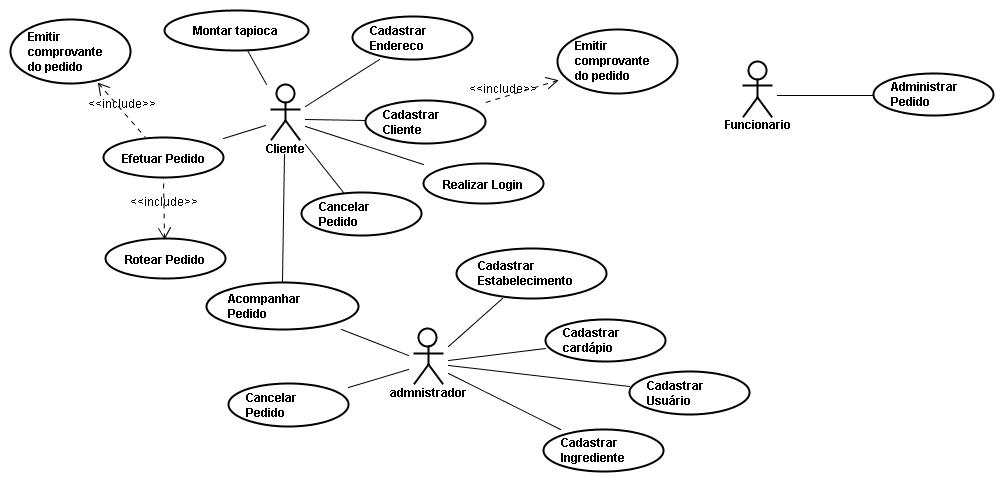 Emitir
comprovante
do pedido
Montar tapioca
Cadastrar
Endereco
Emitir
comprovante
do pedido
<<include>>
<<include>>
Cadastrar
Cliente
Administrar
Pedido
Funcionario
Cliente
Efetuar Pedido
Realizar Login
<<include>>
Cancelar
Pedido
Rotear Pedido
Cadastrar
Estabelecimento
Acompanhar
Pedido
Cadastrar
cardápio
admnistrador
Cancelar
Pedido
Cadastrar
Usuário
Cadastrar
Ingrediente